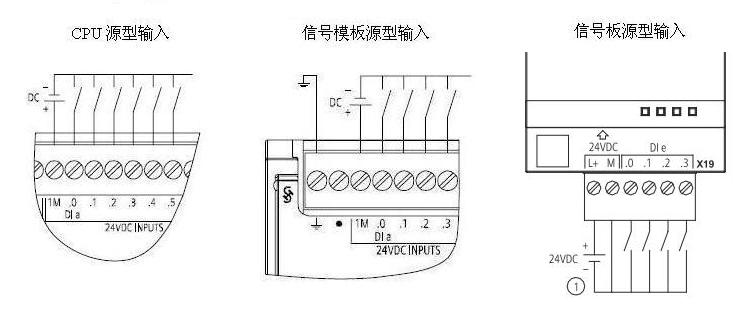 CPU 源型输入
DC
−
+
1M .0 .1 .2 .3 .4 .5
DI a
24VDC INPUTS
信号模板源型输入
DC
−
+
1M .0 .1 .2 .3
DI a
24VDC INPUTS
信号板源型输入
24VDC DI e
L+ M .0 .1 .2 .3 X19
+
24VDC
−
1